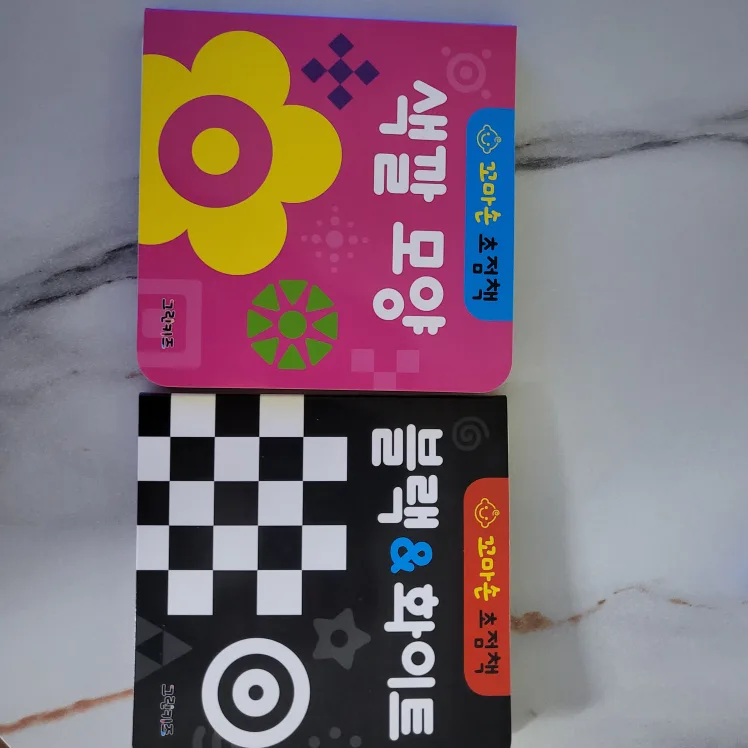 꼬마손 초점책
색깔 모양
그린키즈
꼬마손 초점책
블랙 & 화이트
그린키즈